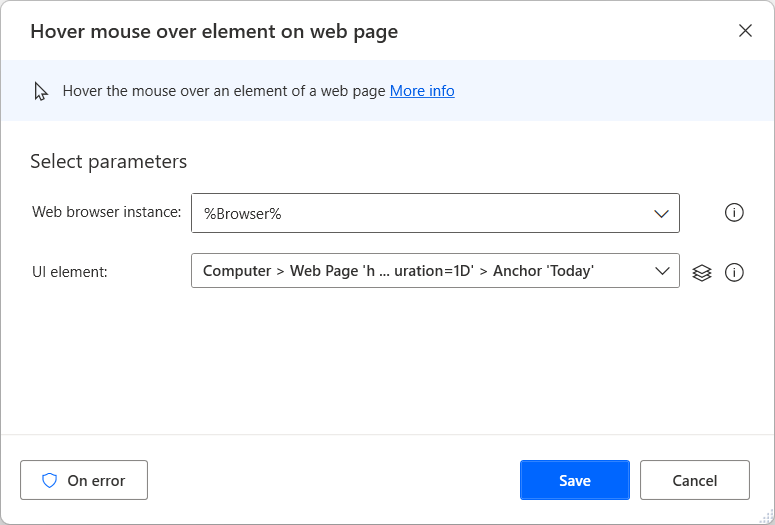 Hover mouse over element on web page
Hover the mouse over an element of a web page More info
Select parameters
Web browser instance: %Browser%
UI element: Computer > Web Page 'h ... uration=1D' > Anchor 'Today'
On error Save Cancel